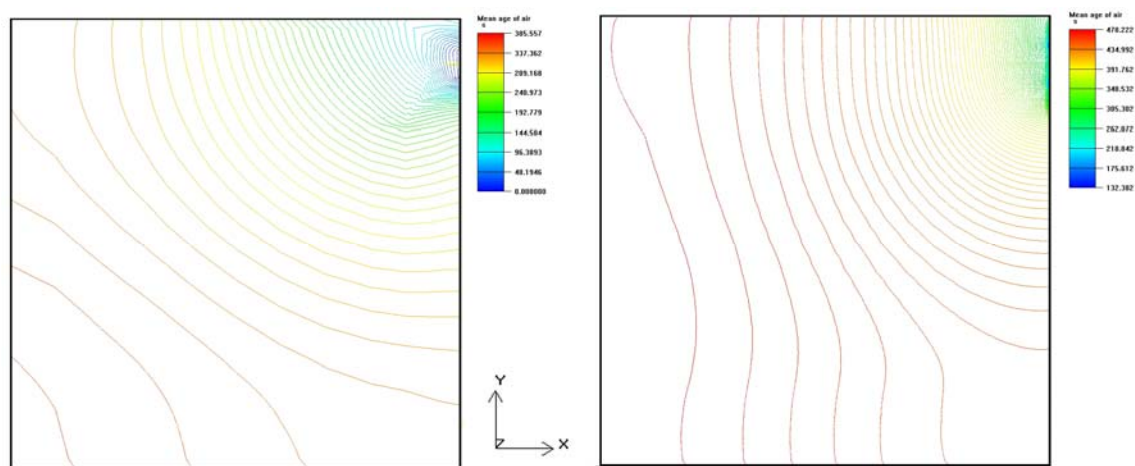 Mean age of air
s
385.557
337.362
289.168
240.973
192.779
144.584
96.3893
48.1946
0.000000
Y
Z
X
Mean age of air
s
478.222
434.992
391.762
348.532
305.302
262.072
218.842
175.612
132.382